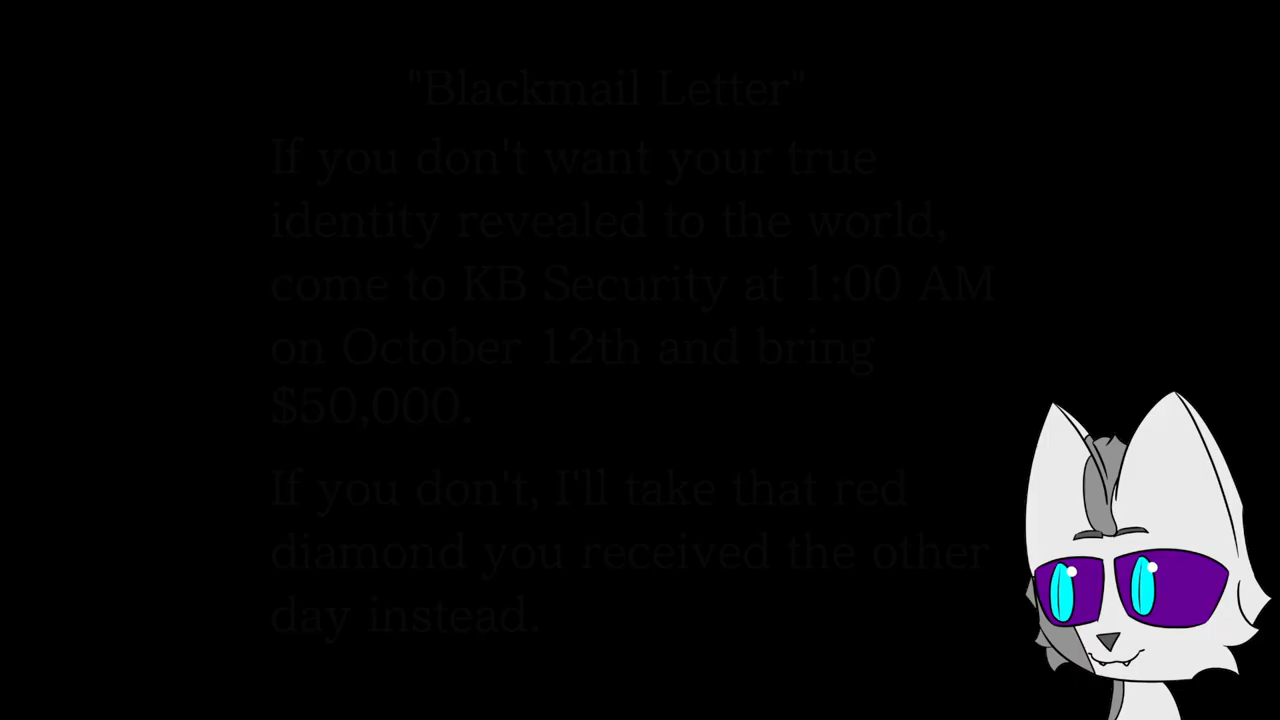 "Blackmail Letter"
If you don't want your true
identity revealed to the world,
come to KB Security at 1:00 AM
on October 12th and bring
$50,000.
If you don't, I'll take that red
diamond you received the other
day instead.